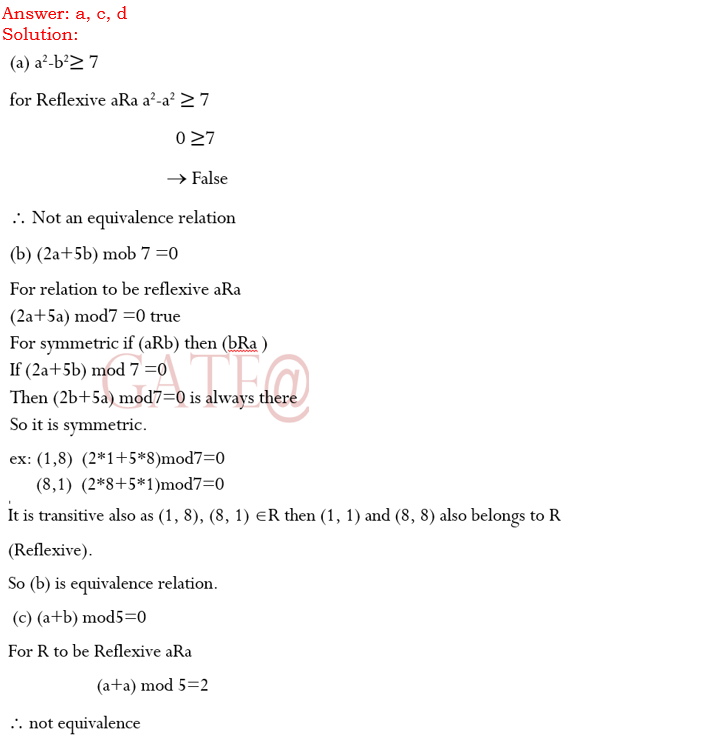 Answer: a, c, d
Solution:
(a) a²-b²≥ 7
for Reflexive aRa a²-a² ≥ 7
0 ≥7
→ False
∴ Not an equivalence relation
(b) (2a+5b) mob 7 =0
For relation to be reflexive aRa
(2a+5a) mod7 =0 true
For symmetric if (aRb) then (bRa )
If (2a+5b) mod 7 =0
GATE@
Then (2b+5a) mod7=0 is always there
So it is symmetric.
ex: (1,8) (2*1+5*8)mod7=0
(8,1) (2*8+5*1)mod7=0
It is transitive also as (1, 8), (8, 1) ∈R then (1, 1) and (8, 8) also belongs to R
(Reflexive).
So (b) is equivalence relation.
(c) (a+b) mod5=0
For R to be Reflexive aRa
(a+a) mod 5=2
∴ not equivalence